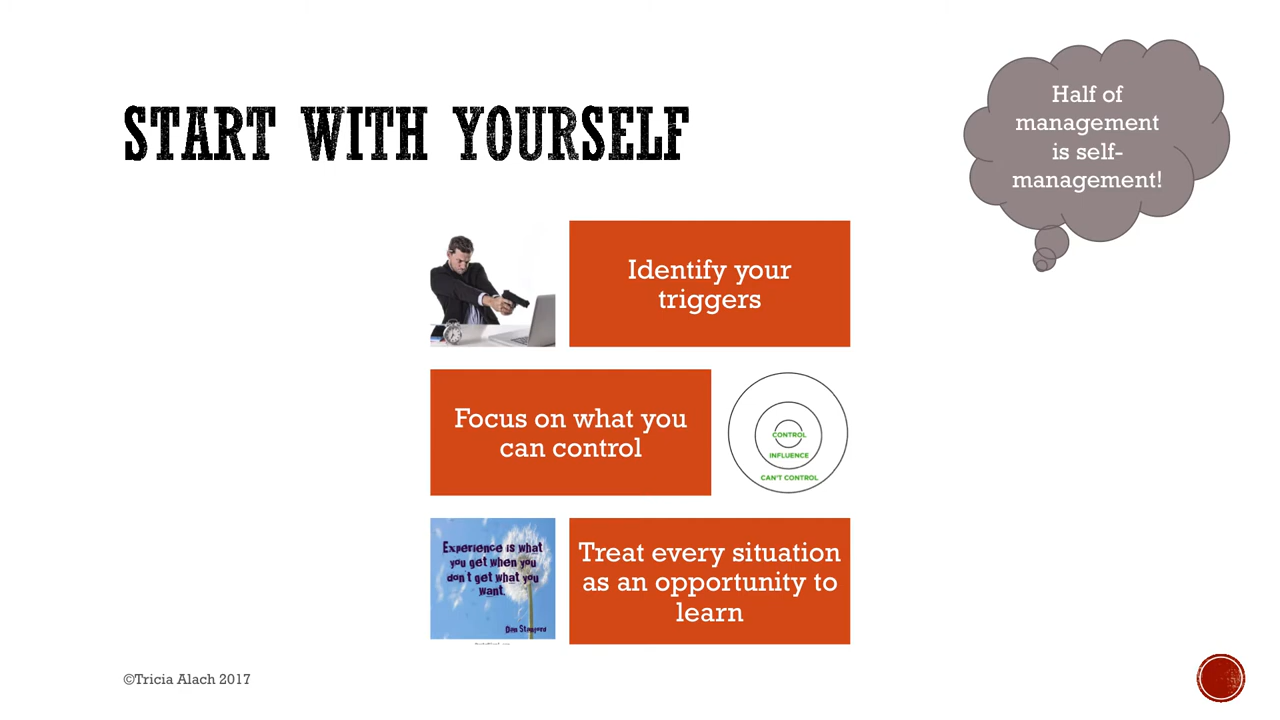 START WITH YOURSELF
Half of
management
is self-
management!
Identify your
triggers
Focus on what you
can control
CONTROL
INFLUENCE
CAN'T CONTROL
Experience is what
you get when you
don't get what you
want.
Dan Stanford
Treat every situation
as an opportunity to
learn
©Tricia Alach 2017